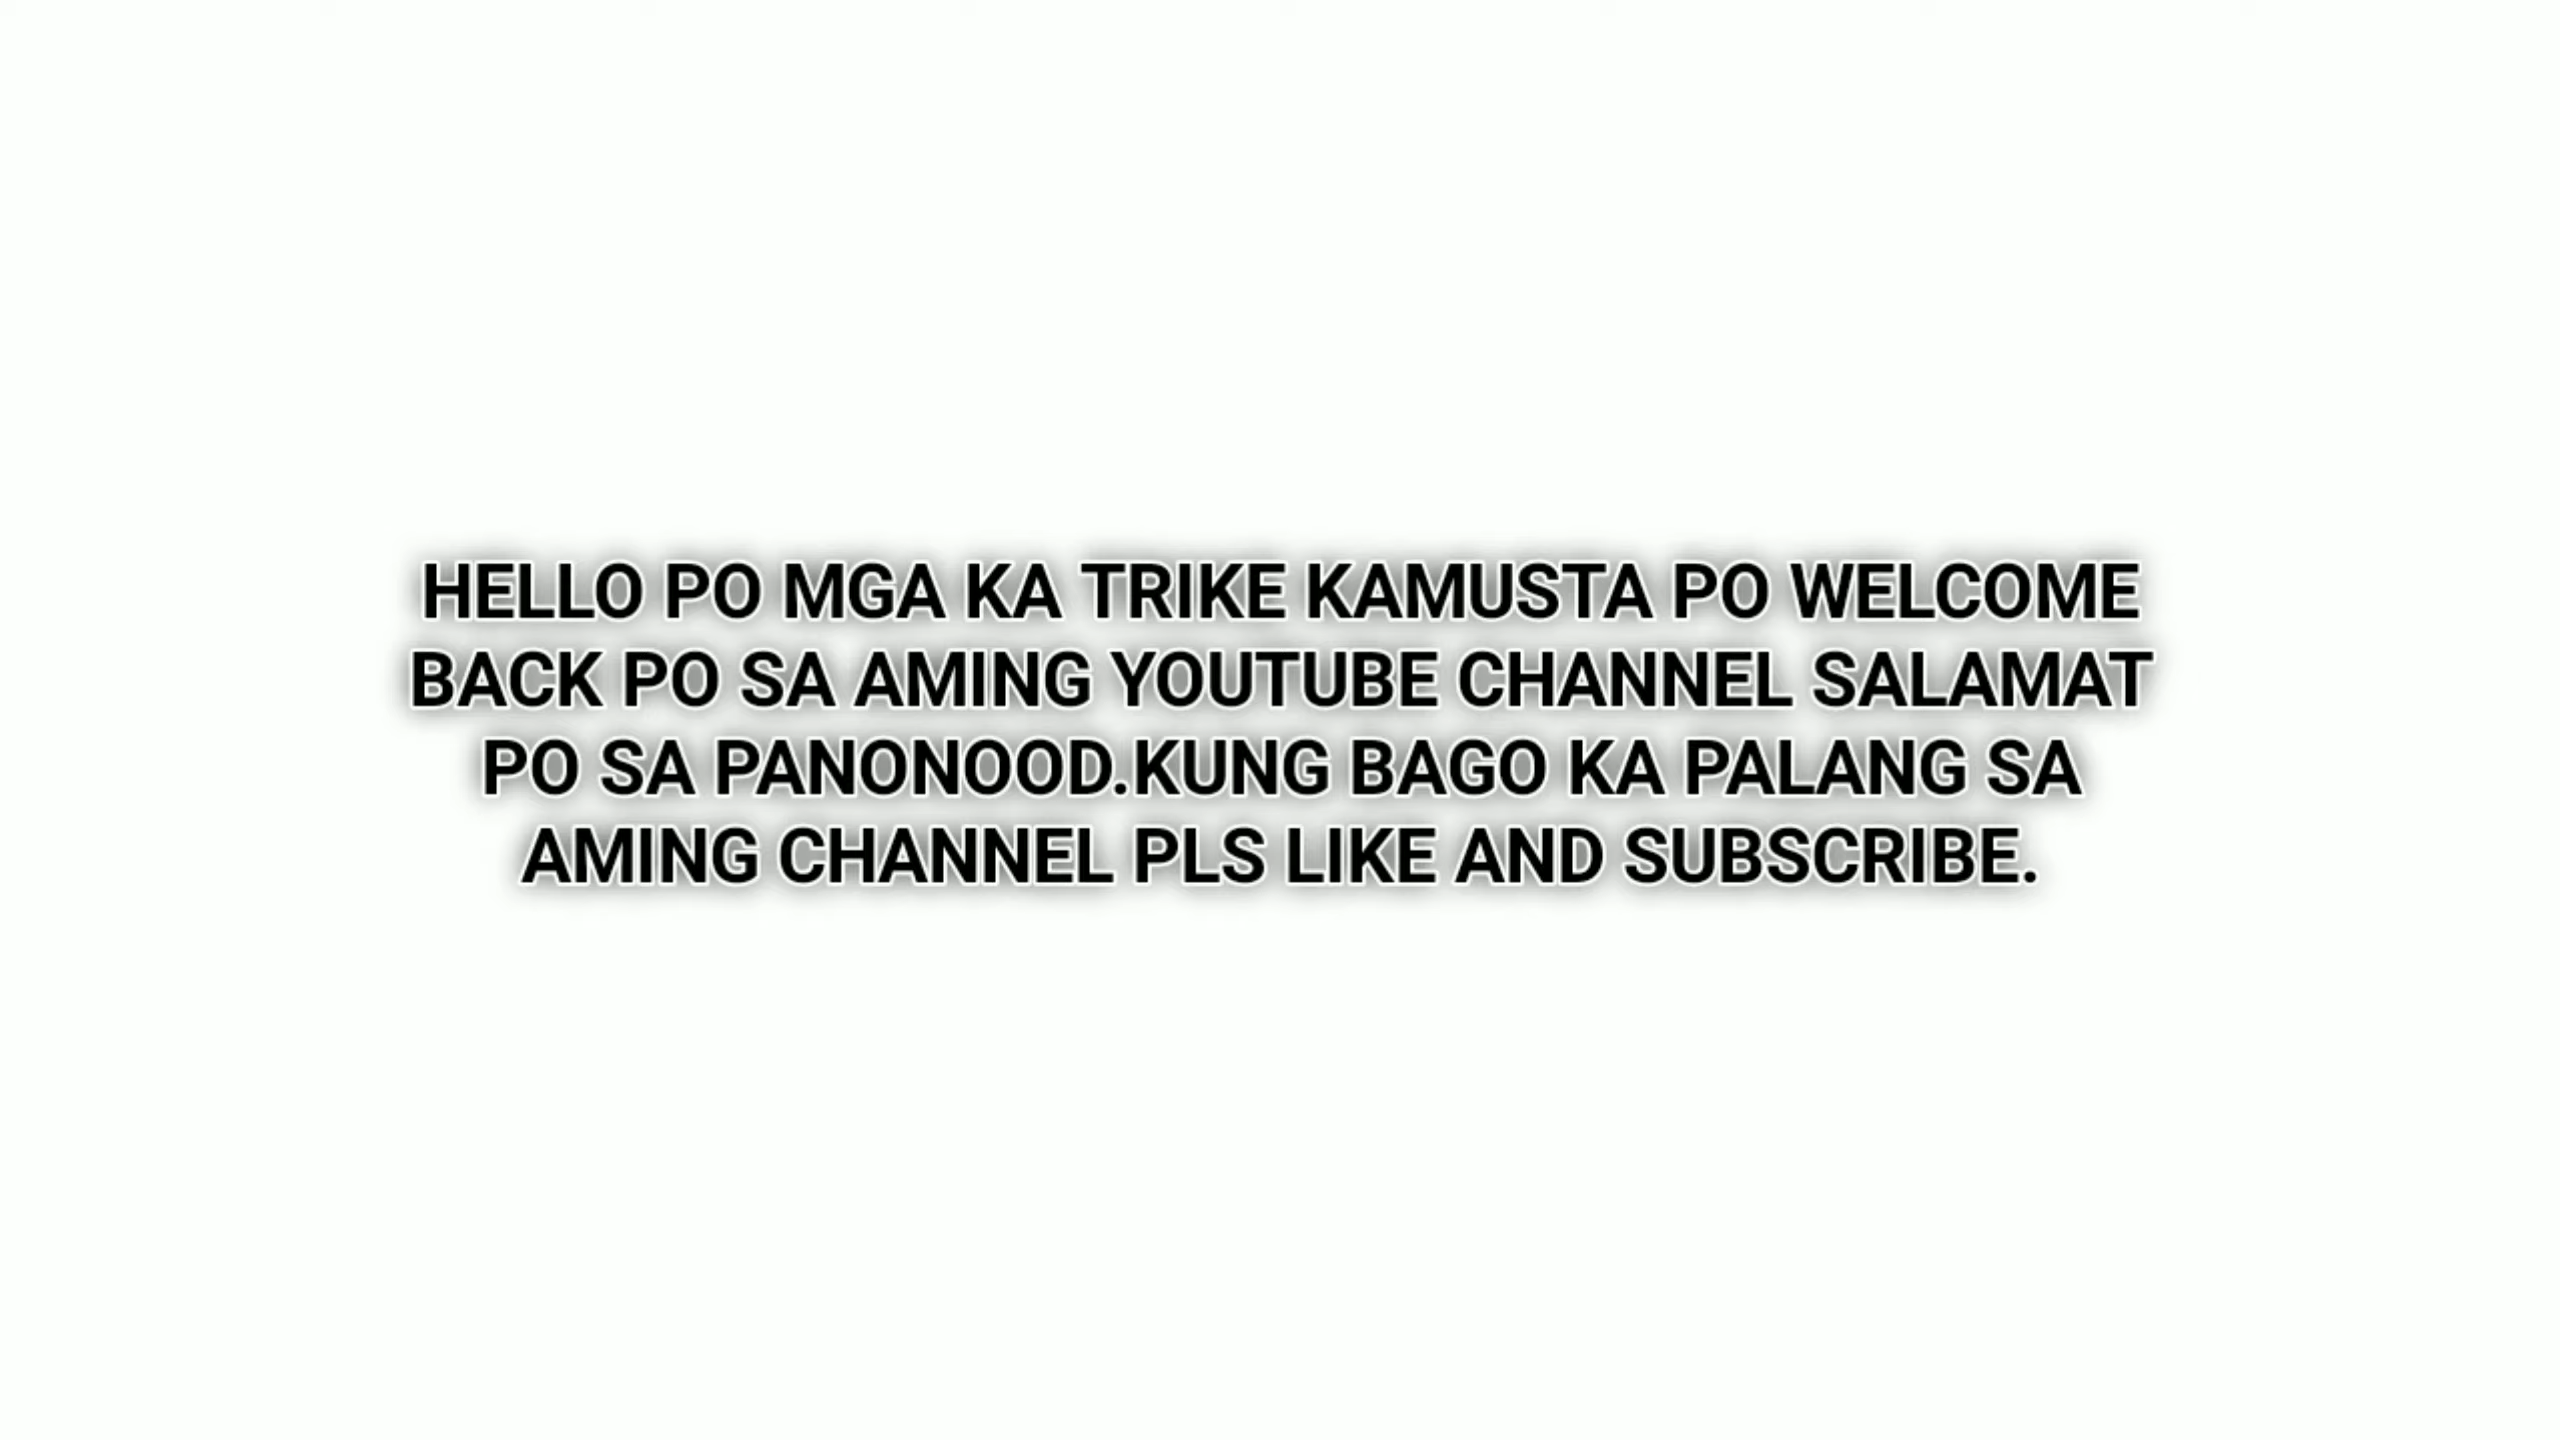 HELLO PO MGA KA TRIKE KAMUSTA PO WELCOME
BACK PO SA AMING YOUTUBE CHANNEL SALAMAT
PO SA PANONOOD.KUNG BAGO KA PALANG SA
AMING CHANNEL PLS LIKE AND SUBSCRIBE.